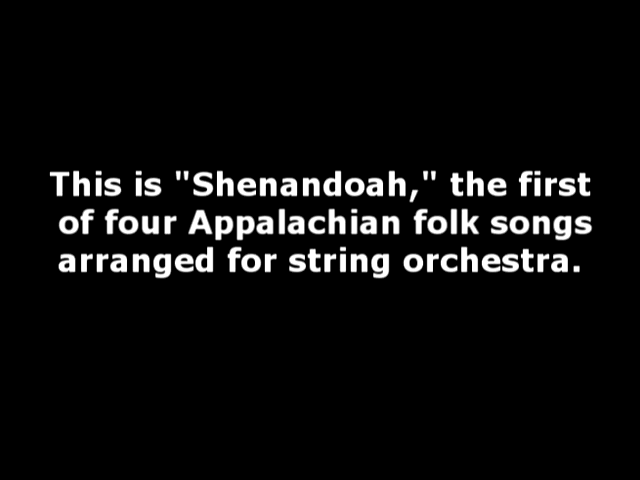 This is "Shenandoah," the first
of four Appalachian folk songs
arranged for string orchestra.